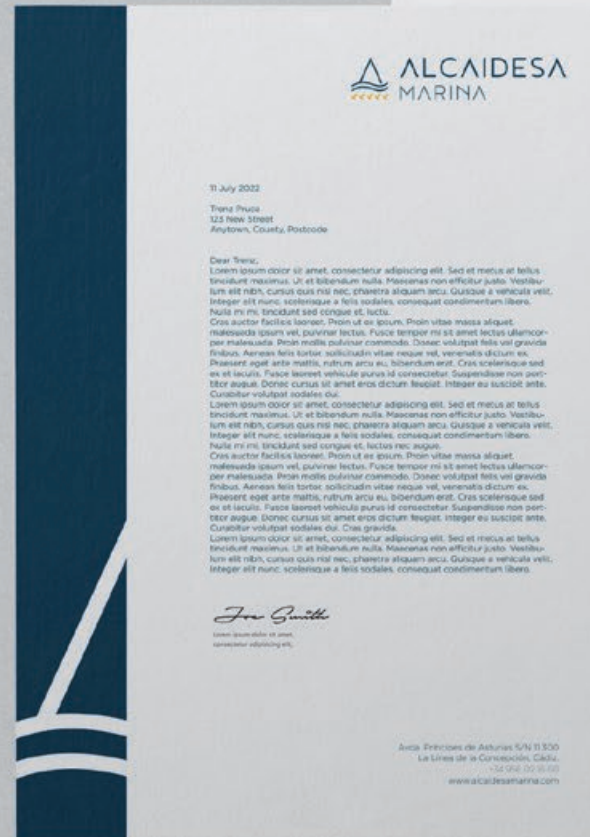 ALCAIDESA
MARINA
11 July 2022
Trenz Pruca
123 New Street
Anytown, County, Postcode
Dear Trenz,
Lorem ipsum dolor sit amet, consectetur adipiscing elit. Sed et metus at tellus
tincidunt maximus. Ut et bibendum nulla. Maecenas non efficitur justo. Vestibu-
lum elit nibh, cursus quis nisl nec, pharetra aliquam arcu. Quisque a vehicula velit.
Integer elit nunc, scelerisque a felis sodales, consequat condimentum libero.
Nulla mi mi, tincidunt sed congue et, luctu.
Cras auctor facilisis laoreet. Proin ut ex ipsum. Proin vitae massa aliquet,
malesuada ipsum vel, pulvinar lectus. Fusce tempor mi sit amet lectus ullamcor-
per malesuada. Proin mollis pulvinar commodo. Donec volutpat felis vel gravida
finibus. Aenean felis tortor, sollicitudin vitae neque vel, venenatis dictum ex.
Praesent eget ante mattis, rutrum arcu eu, bibendum erat. Cras scelerisque sed
ex et iaculis. Fusce laoreet vehicula purus id consectetur. Suspendisse non port-
titor augue. Donec cursus sit amet eros dictum feugiat. Integer eu suscipit ante.
Curabitur volutpat sodales dui.
Lorem ipsum dolor sit amet, consectetur adipiscing elit. Sed et metus at tellus
tincidunt maximus. Ut et bibendum nulla. Maecenas non efficitur justo. Vestibu-
lum elit nibh, cursus quis nisl nec, pharetra aliquam arcu. Quisque a vehicula velit.
Integer elit nunc, scelerisque a felis sodales, consequat condimentum libero.
Nulla mi mi, tincidunt sed congue et, luctus nec augue.
Cras auctor facilisis laoreet. Proin ut ex ipsum. Proin vitae massa aliquet,
malesuada ipsum vel, pulvinar lectus. Fusce tempor mi sit amet lectus ullamcor-
per malesuada. Proin mollis pulvinar commodo. Donec volutpat felis vel gravida
finibus. Aenean felis tortor, sollicitudin vitae neque vel, venenatis dictum ex.
Praesent eget ante mattis, rutrum arcu eu, bibendum erat. Cras scelerisque sed
ex et iaculis. Fusce laoreet vehicula purus id consectetur. Suspendisse non port-
titor augue. Donec cursus sit amet eros dictum feugiat. Integer eu suscipit ante.
Curabitur volutpat sodales dui. Cras gravida.
Lorem ipsum dolor sit amet, consectetur adipiscing elit. Sed et metus at tellus
tincidunt maximus. Ut et bibendum nulla. Maecenas non efficitur justo. Vestibu-
lum elit nibh, cursus quis nisl nec, pharetra aliquam arcu. Quisque a vehicula velit.
Integer elit nunc, scelerisque a felis sodales, consequat condimentum libero.
Joe Smith
Lorem ipsum dolor sit amet,
consectetur adipiscing elit,
Avda. Príncipes de Asturias S/N 11300
La Línea de la Concepción, Cádiz.
+34 956
www.alcaidesamarina.com